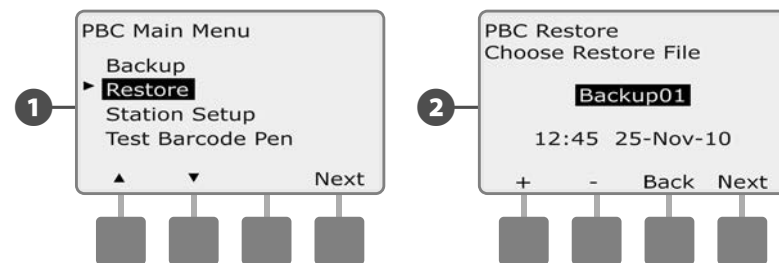 1
PBC Main Menu
Backup
► Restore
Station Setup
Test Barcode Pen
▲ ▼ Next
2
PBC Restore
Choose Restore File
Backup01
12:45 25-Nov-10
+ - Back Next